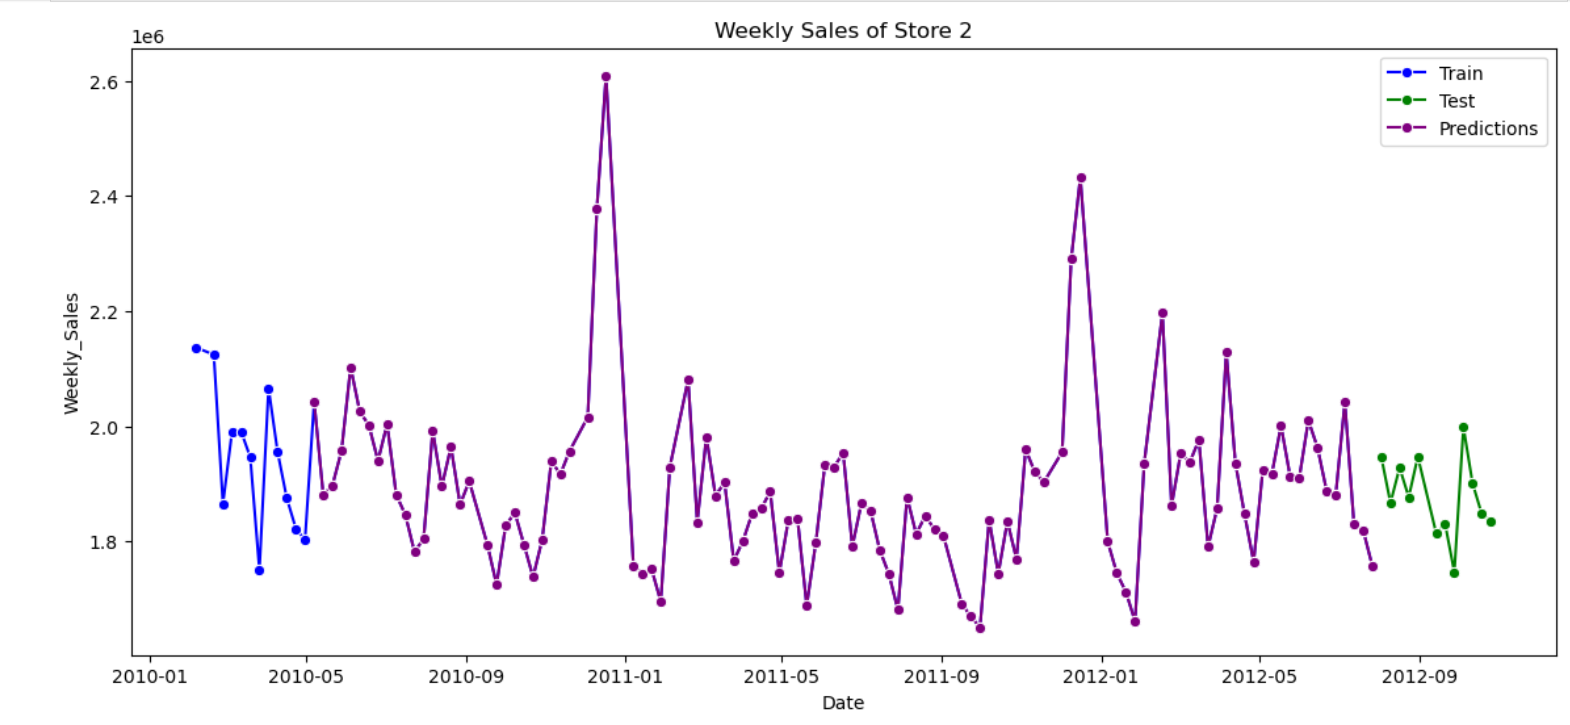 Weekly Sales of Store 2
1e6
Train
Test
Predictions
2.6
2.4
2.2
2.0
1.8
Weekly_Sales
2010-01 2010-05 2010-09 2011-01 2011-05 2011-09 2012-01 2012-05 2012-09
Date